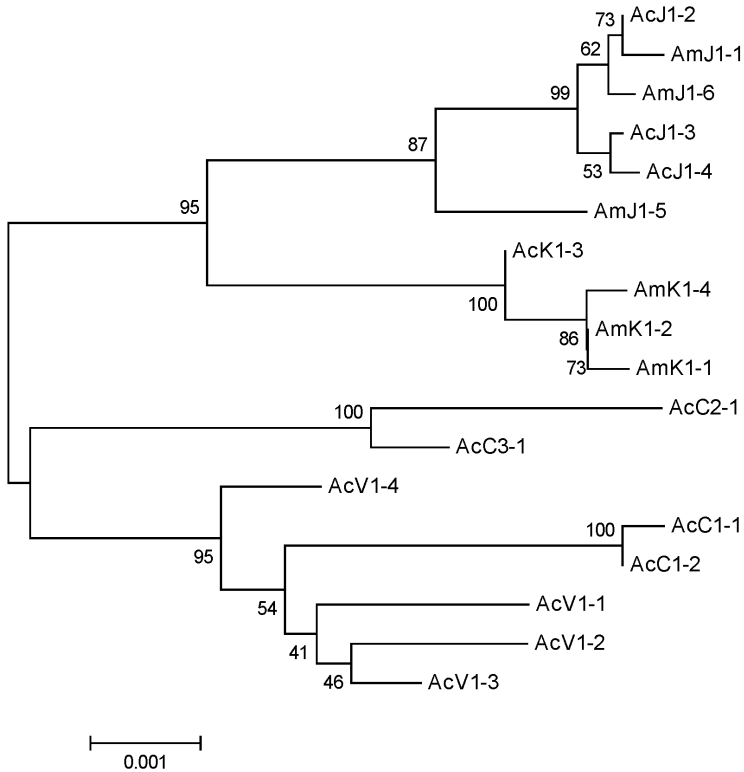 73 AcJ1-2
62 AmJ1-1
99 AmJ1-6
AcJ1-3
87
53 AcJ1-4
95 AmJ1-5
AcK1-3
100 AmK1-4
86 AmK1-2
73 AmK1-1
100 AcC2-1
AcC3-1
AcV1-4
100 AcC1-1
95 AcC1-2
54 AcV1-1
41 AcV1-2
46 AcV1-3
0.001